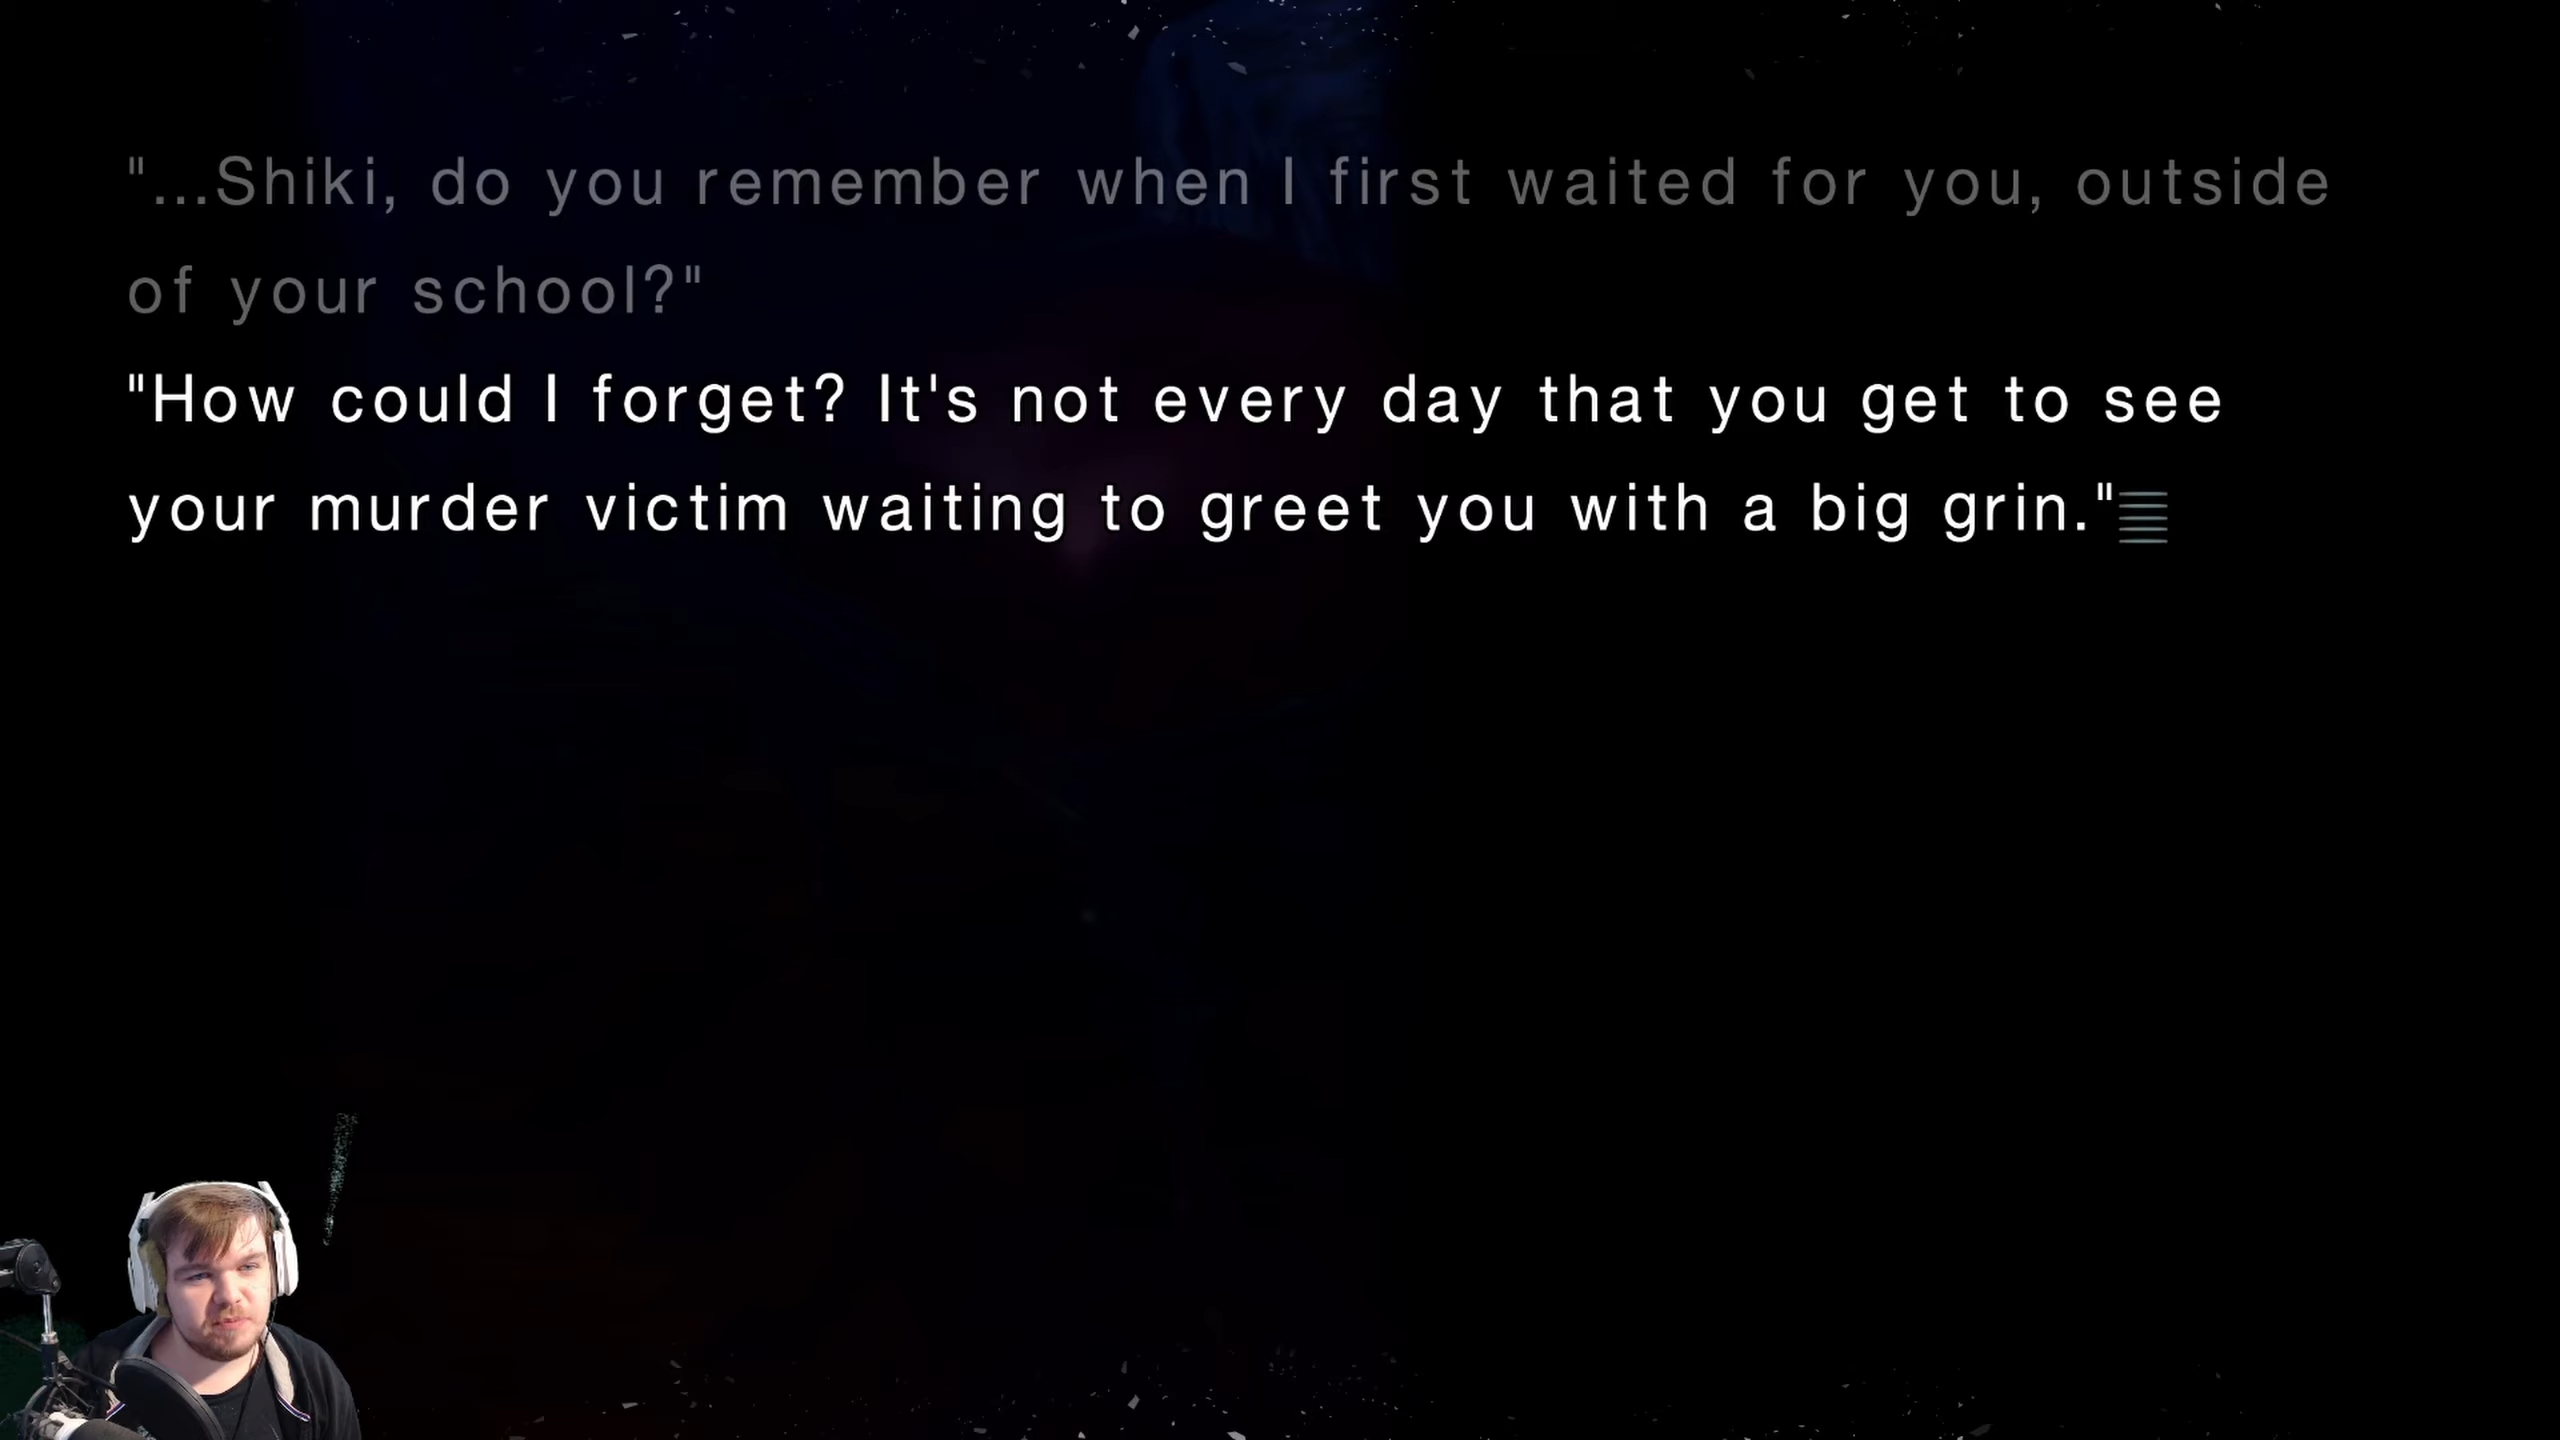 "...Shiki, do you remember when I first waited for you, outside
of your school?"
"How could I forget? It's not every day that you get to see
your murder victim waiting to greet you with a big grin."